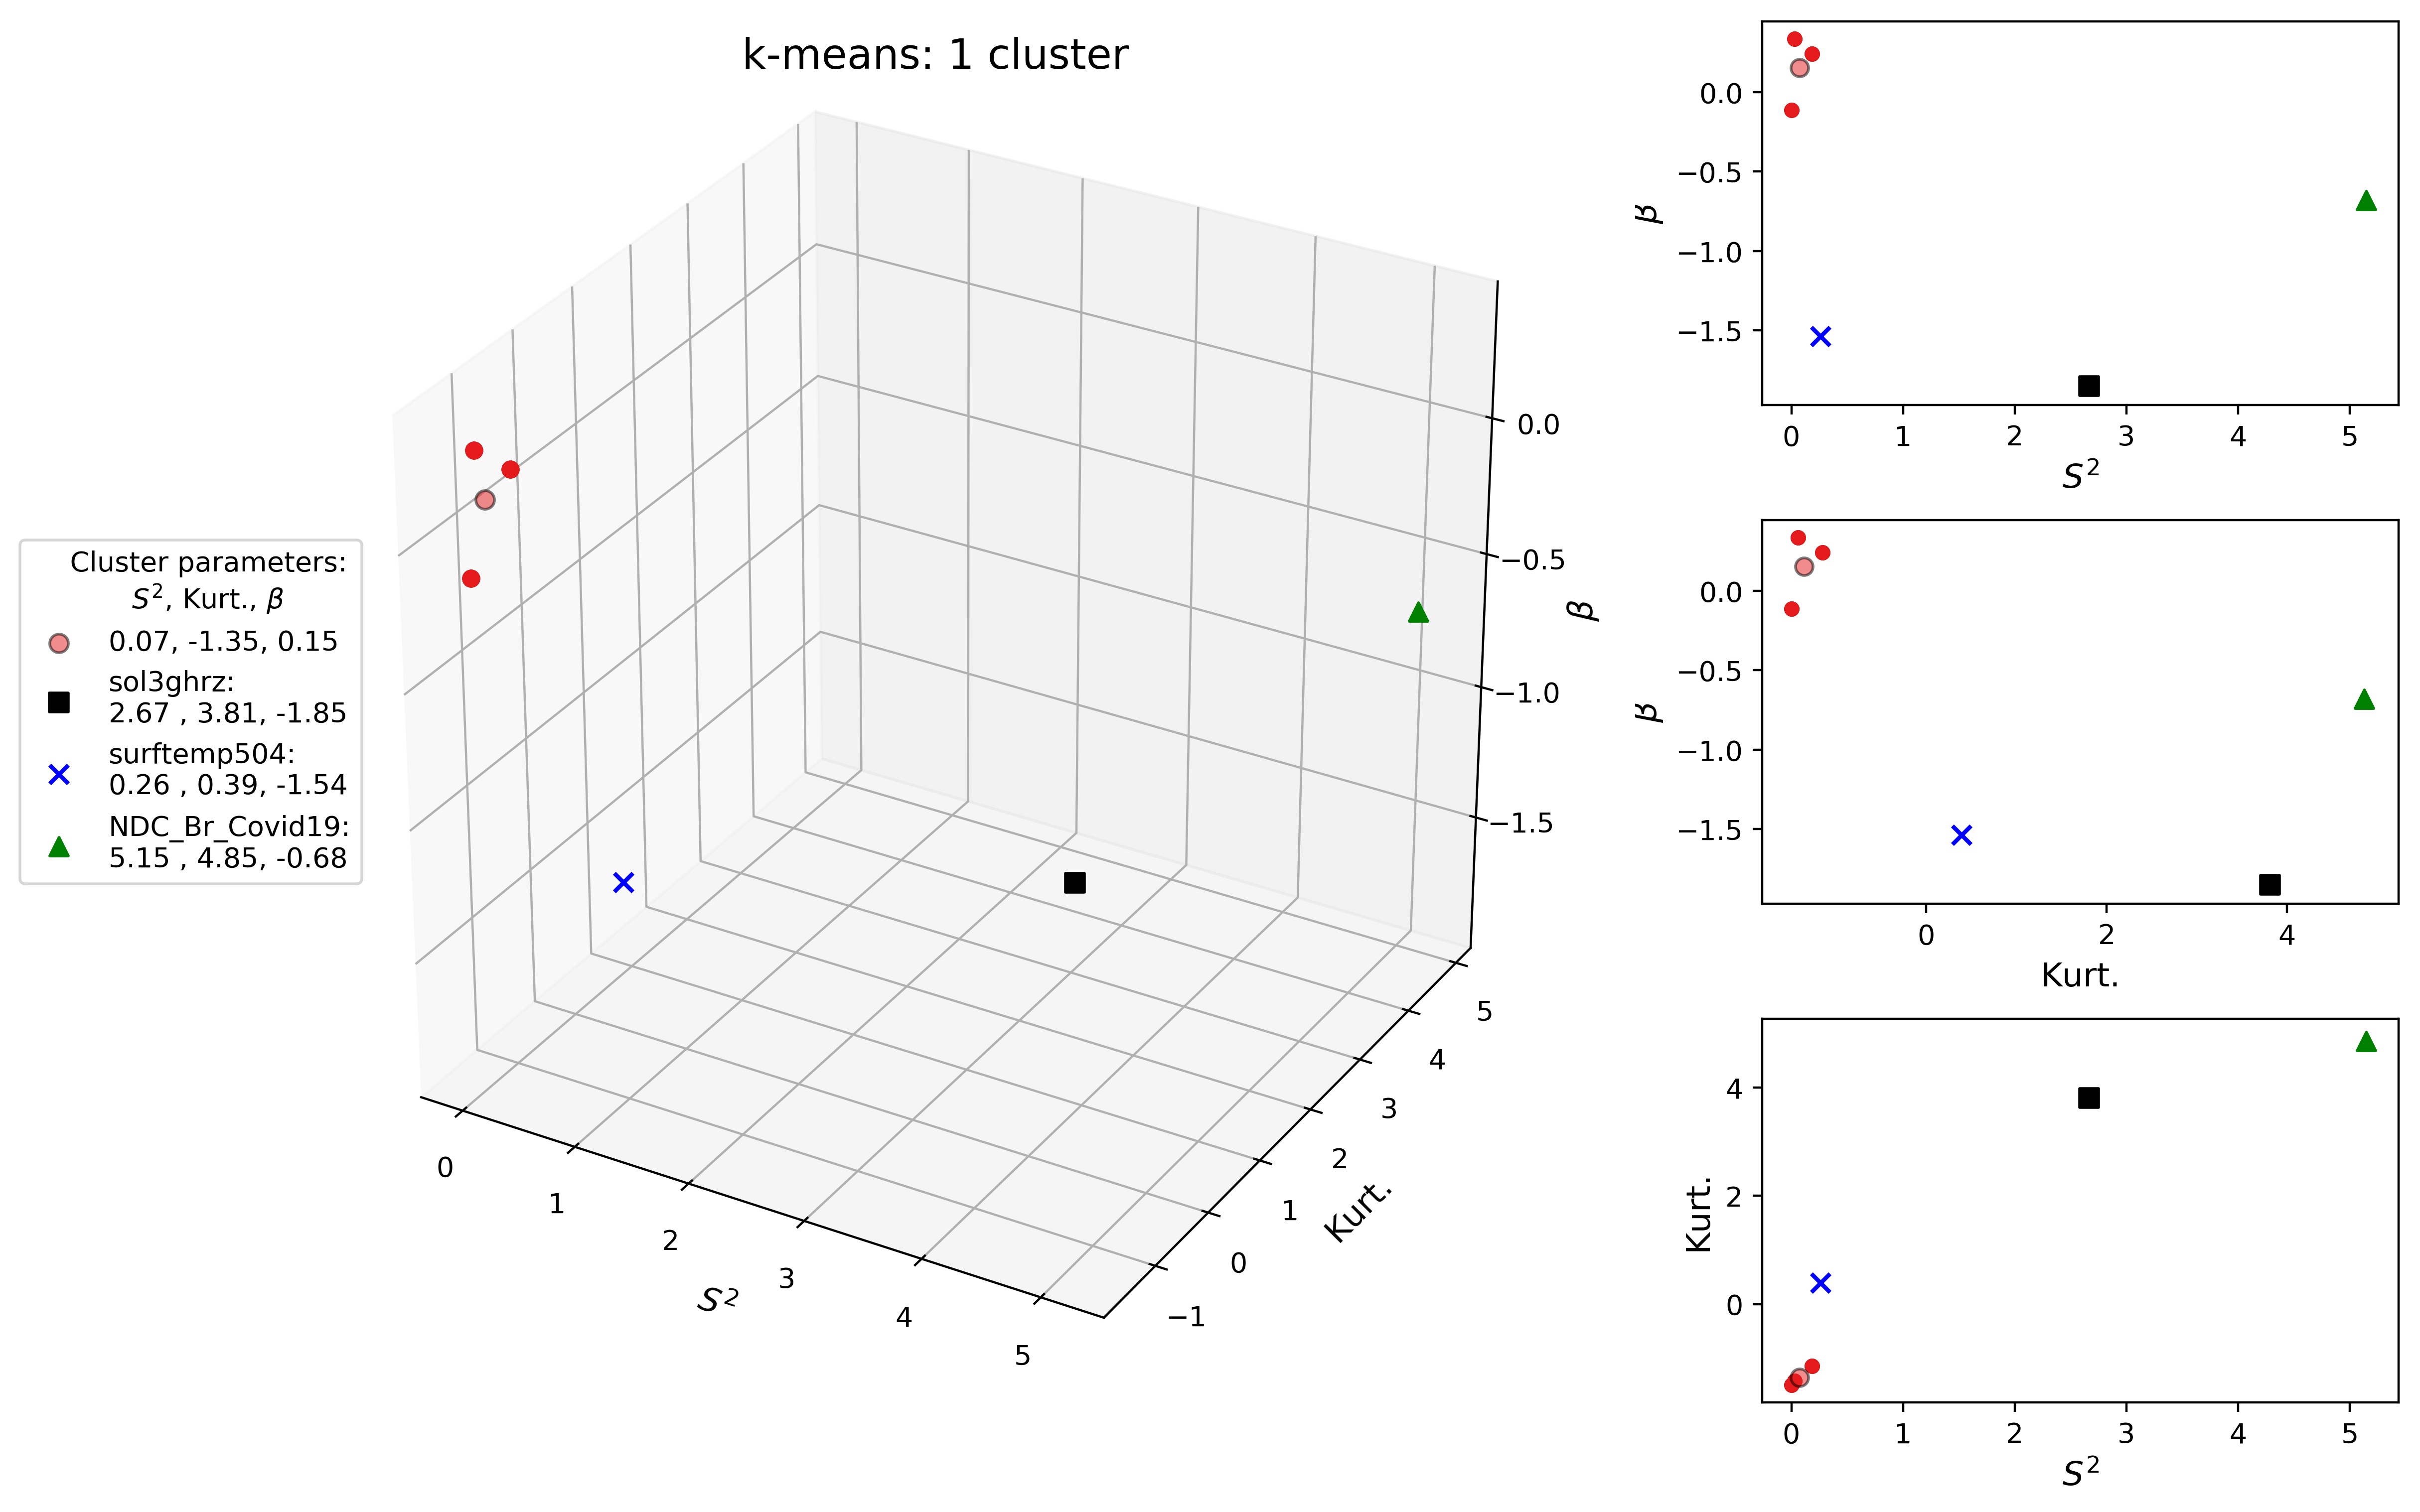 k-means: 1 cluster
Cluster parameters:
S², Kurt., β
0.07, -1.35, 0.15
sol3ghrz:
2.67 , 3.81, -1.85
surftemp504:
0.26 , 0.39, -1.54
NDC_Br_Covid19:
5.15 , 4.85, -0.68
0.0
−0.5
−1.0
−1.5
β
5
4
3
2
1
0
−1
Kurt.
0
1
2
3
4
5
S²
0.0
−0.5
−1.0
−1.5
β
0 1 2 3 4 5
S²
0.0
−0.5
−1.0
−1.5
β
0 2 4
Kurt.
4
2
0
Kurt.
0 1 2 3 4 5
S²